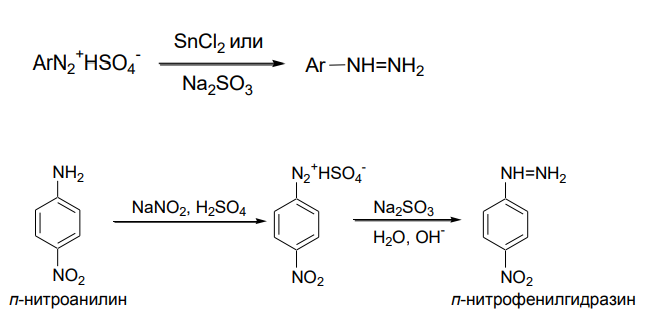 SnCl2 или
ArN2+HSO4- Ar—NH=NH2
Na2SO3
NH2 N2+HSO4- NH=NH2
NaNO2, H2SO4 Na2SO3
H2O, OH-
NO2 NO2 NO2
п-нитроанилин п-нитрофенилгидразин